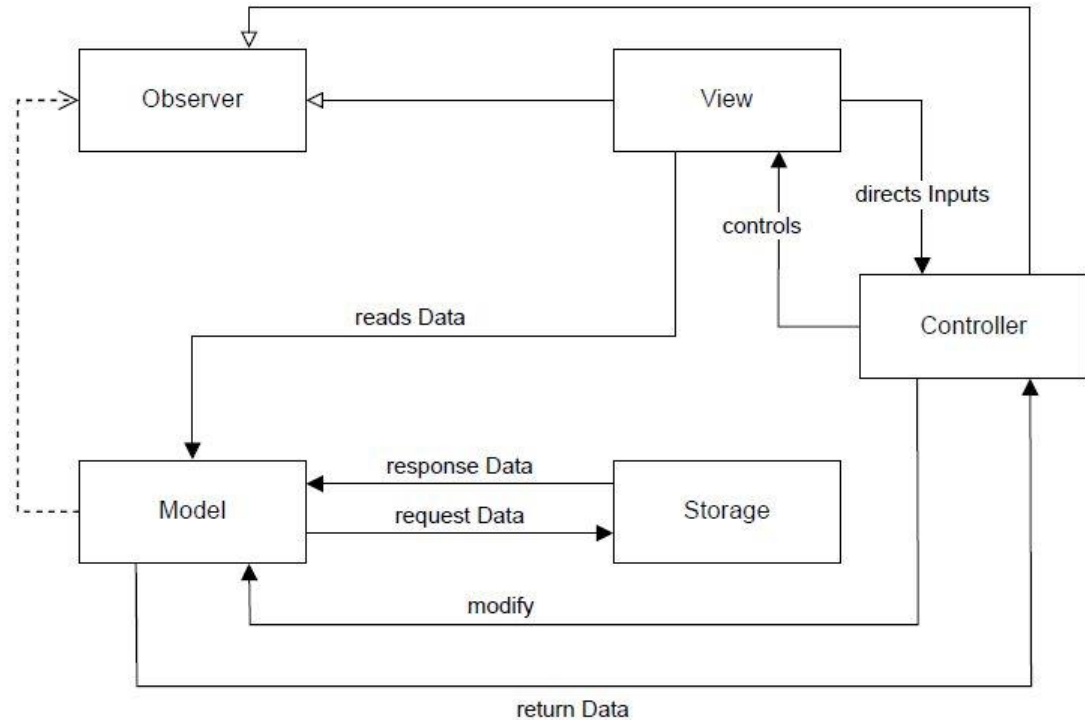 Observer
View
directs Inputs
controls
Controller
reads Data
response Data
Model
request Data
Storage
modify
return Data